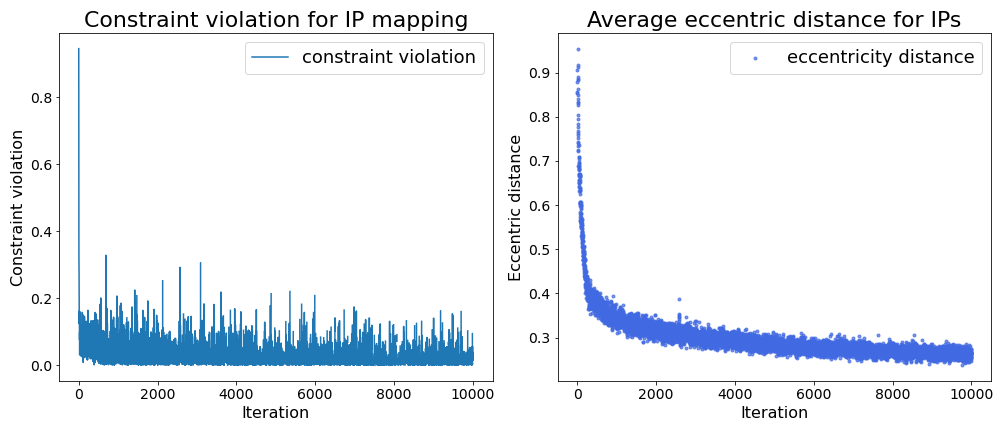 Constraint violation for IP mapping
constraint violation
Constraint violation
0.8
0.6
0.4
0.2
0.0
0 2000 4000 6000 8000 10000
Iteration
Average eccentric distance for IPs
eccentricity distance
Eccentric distance
0.9
0.8
0.7
0.6
0.5
0.4
0.3
0 2000 4000 6000 8000 10000
Iteration